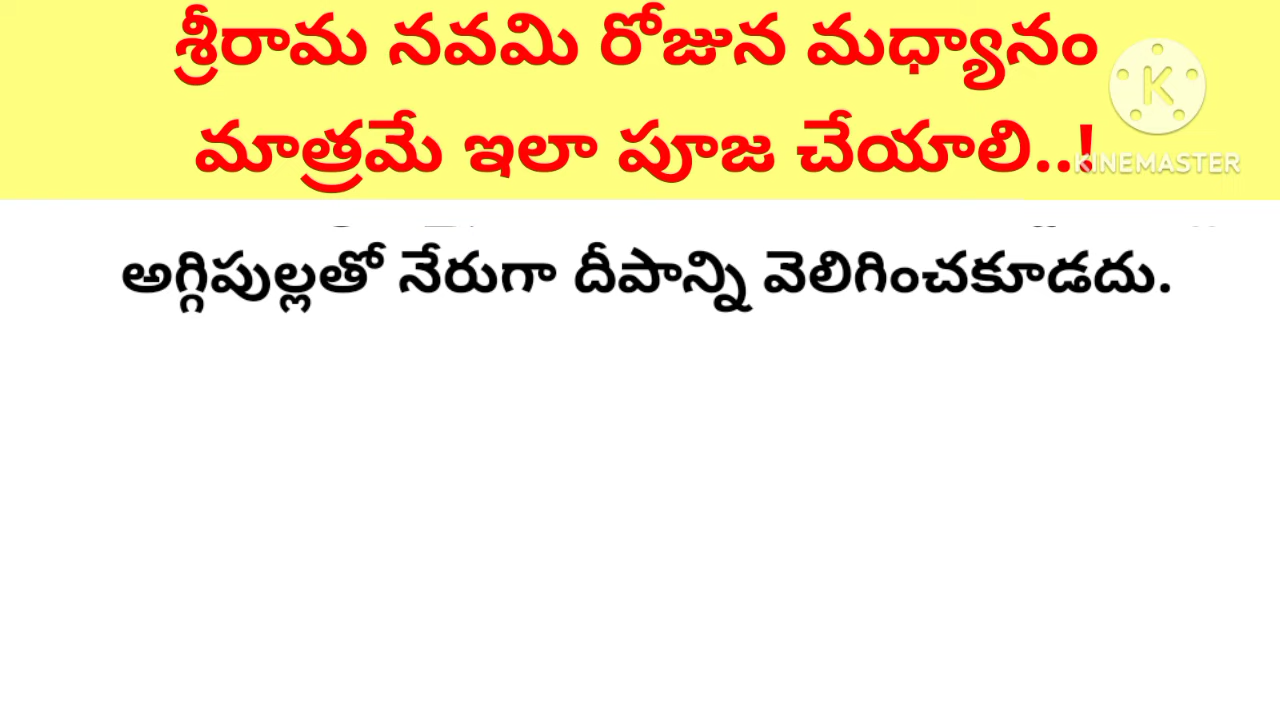 శ్రీరామ నవమి రోజున మధ్యానం
మాత్రమే ఇలా పూజ చేయాలి..!
KINEMASTER
అగ్గిపుల్లతో నేరుగా దీపాన్ని వెలిగించకూడదు.